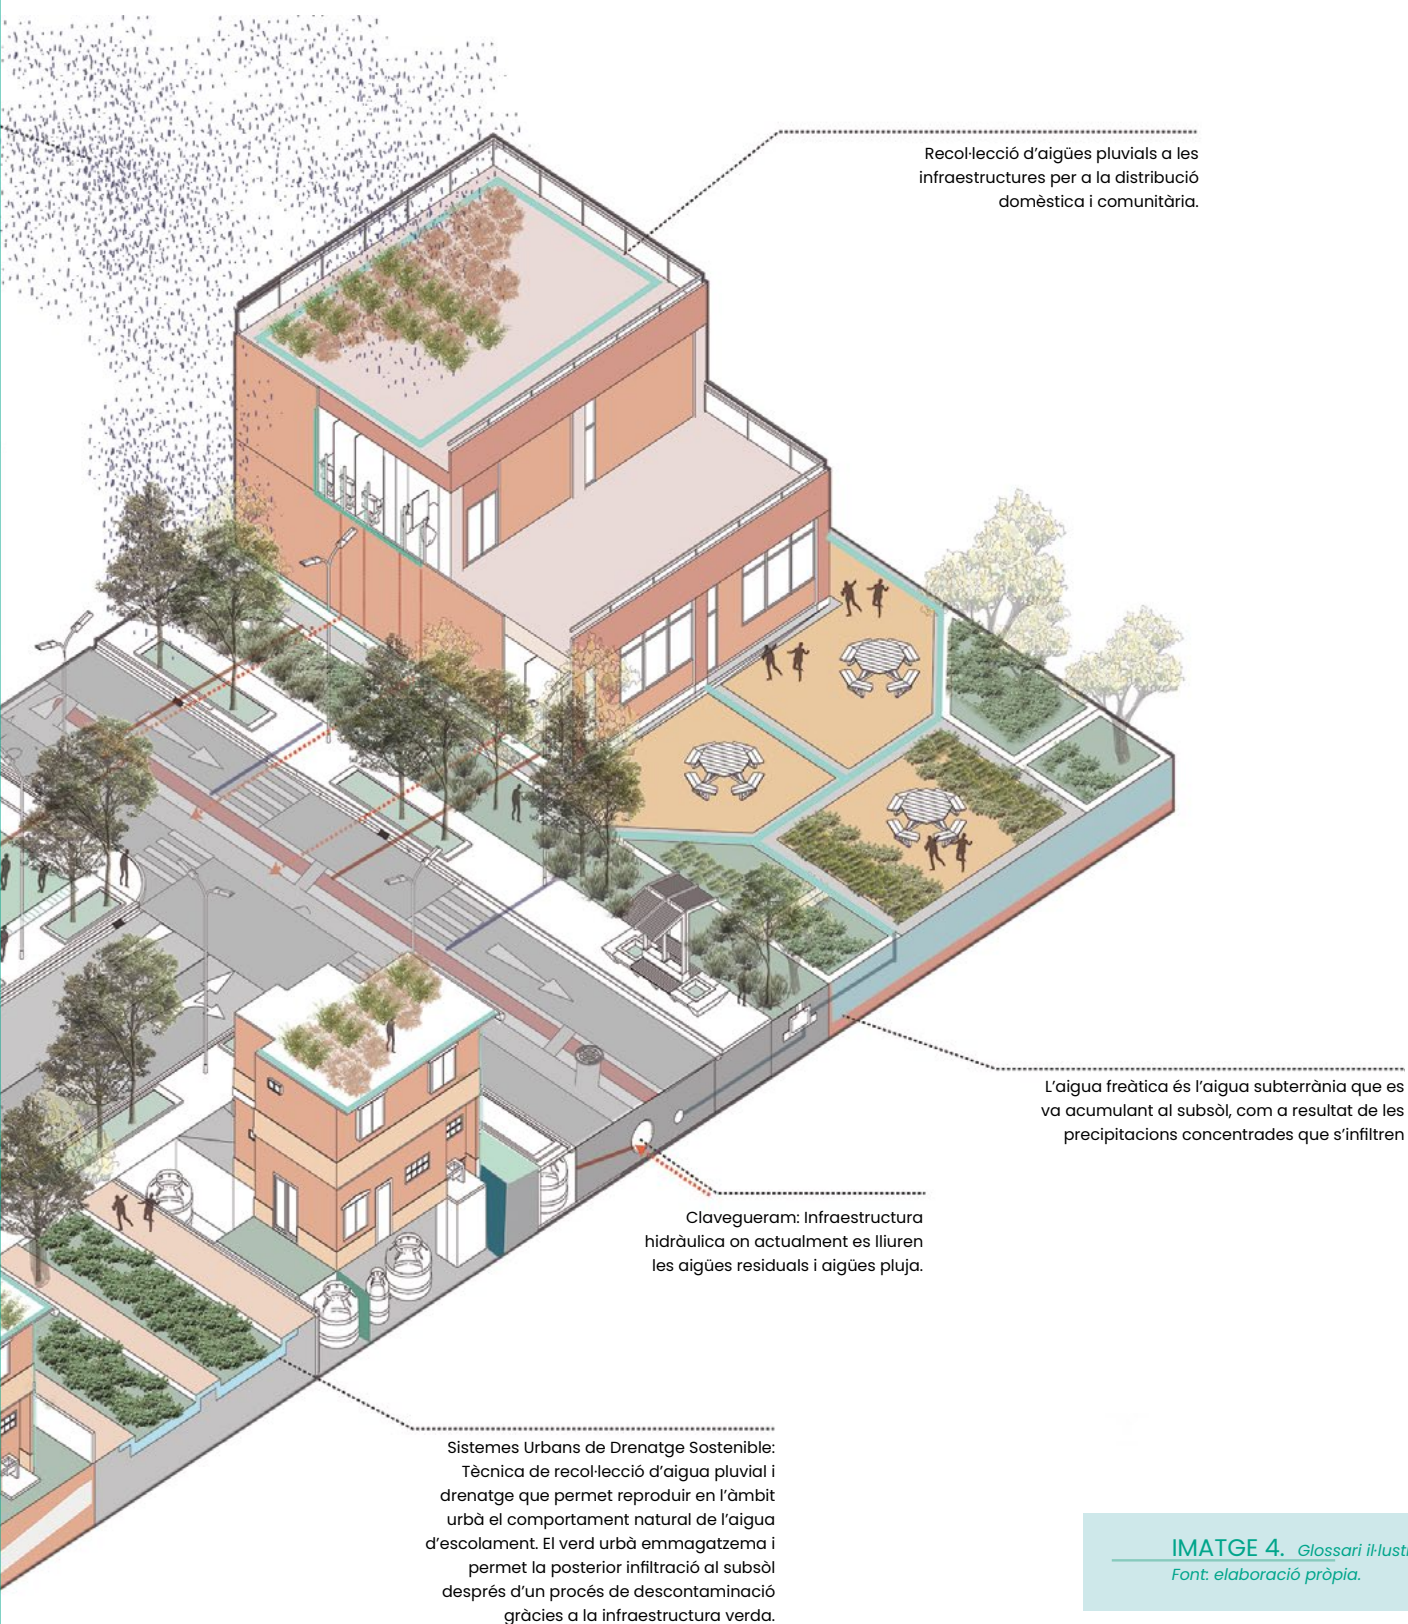 Recol·lecció d'aigües pluvials a les
infraestructures per a la distribució
domèstica i comunitària.
L'aigua freàtica és l'aigua subterrània que es
va acumulant al subsòl, com a resultat de les
precipitacions concentrades que s'infiltren
Clavegueram: Infraestructura
hidràulica on actualment es lliuren
les aigües residuals i aigües pluja.
Sistemes Urbans de Drenatge Sostenible:
Tècnica de recol·lecció d'aigua pluvial i
drenatge que permet reproduir en l'àmbit
urbà el comportament natural de l'aigua
d'escolament. El verd urbà emmagatzema i
permet la posterior infiltració al subsòl
després d'un procés de descontaminació
gràcies a la infraestructura verda.
IMATGE 4. Glossari
Font: elaboració pròpia.